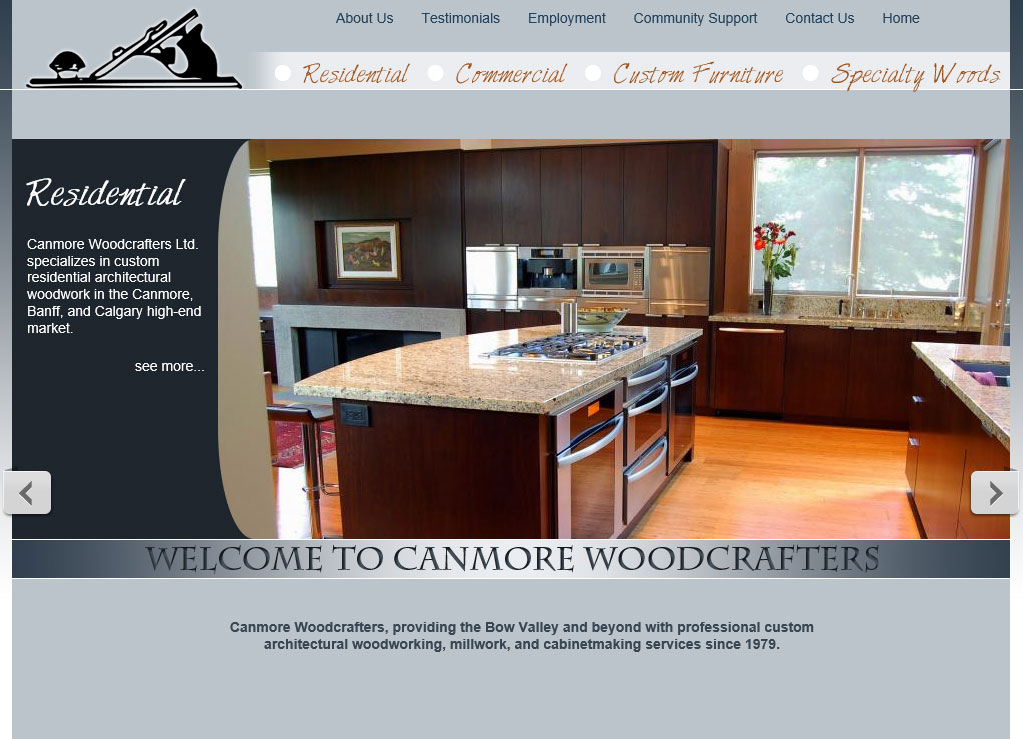 About Us Testimonials Employment Community Support Contact Us Home
Residential Commercial Custom Furniture Specialty Woods
Residential
Canmore Woodcrafters Ltd.
specializes in custom
residential architectural
woodwork in the Canmore,
Banff, and Calgary high-end
market.
see more...
WELCOME TO CANMORE WOODCRAFTERS
Canmore Woodcrafters, providing the Bow Valley and beyond with professional custom
architectural woodworking, millwork, and cabinetmaking services since 1979.